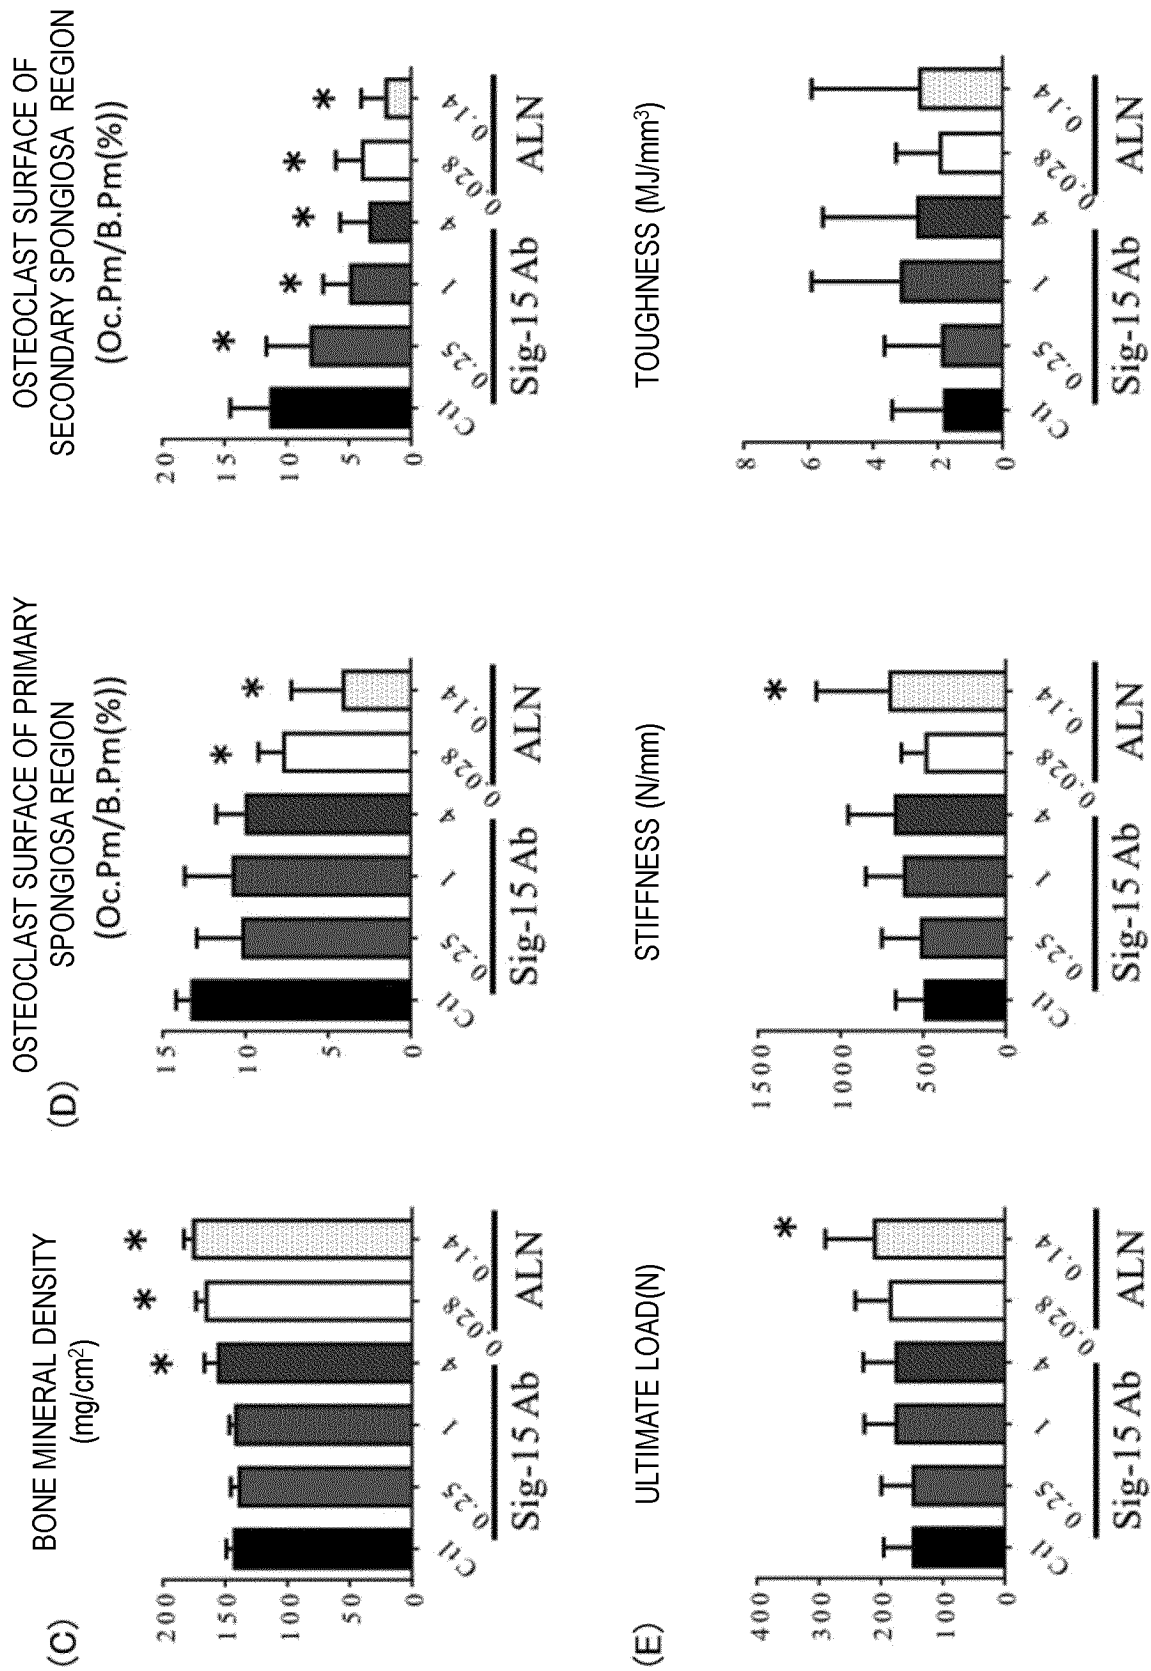 (C)
BONE MINERAL DENSITY
(mg/cm²)
200
150
100
50
0
*
*
*
Ctl
0.25
1
4
0.028
0.14
Sig-15 Ab
ALN
(D)
OSTEOCLAST SURFACE OF PRIMARY
SPONGIOSA REGION
(Oc.Pm/B.Pm(%))
15
10
5
0
*
*
Ctl
0.25
1
4
0.028
0.14
Sig-15 Ab
ALN
OSTEOCLAST SURFACE OF
SECONDARY SPONGIOSA REGION
(Oc.Pm/B.Pm(%))
20
15
10
5
0
*
*
*
*
*
Ctl
0.25
1
4
0.028
0.14
Sig-15 Ab
ALN
(E)
ULTIMATE LOAD(N)
400
300
200
100
0
*
Ctl
0.25
1
4
0.028
0.14
Sig-15 Ab
ALN
STIFFNESS (N/mm)
1500
1000
500
0
*
Ctl
0.25
1
4
0.028
0.14
Sig-15 Ab
ALN
TOUGHNESS (MJ/mm³)
8
6
4
2
0
Ctl
0.25
1
4
0.028
0.14
Sig-15 Ab
ALN